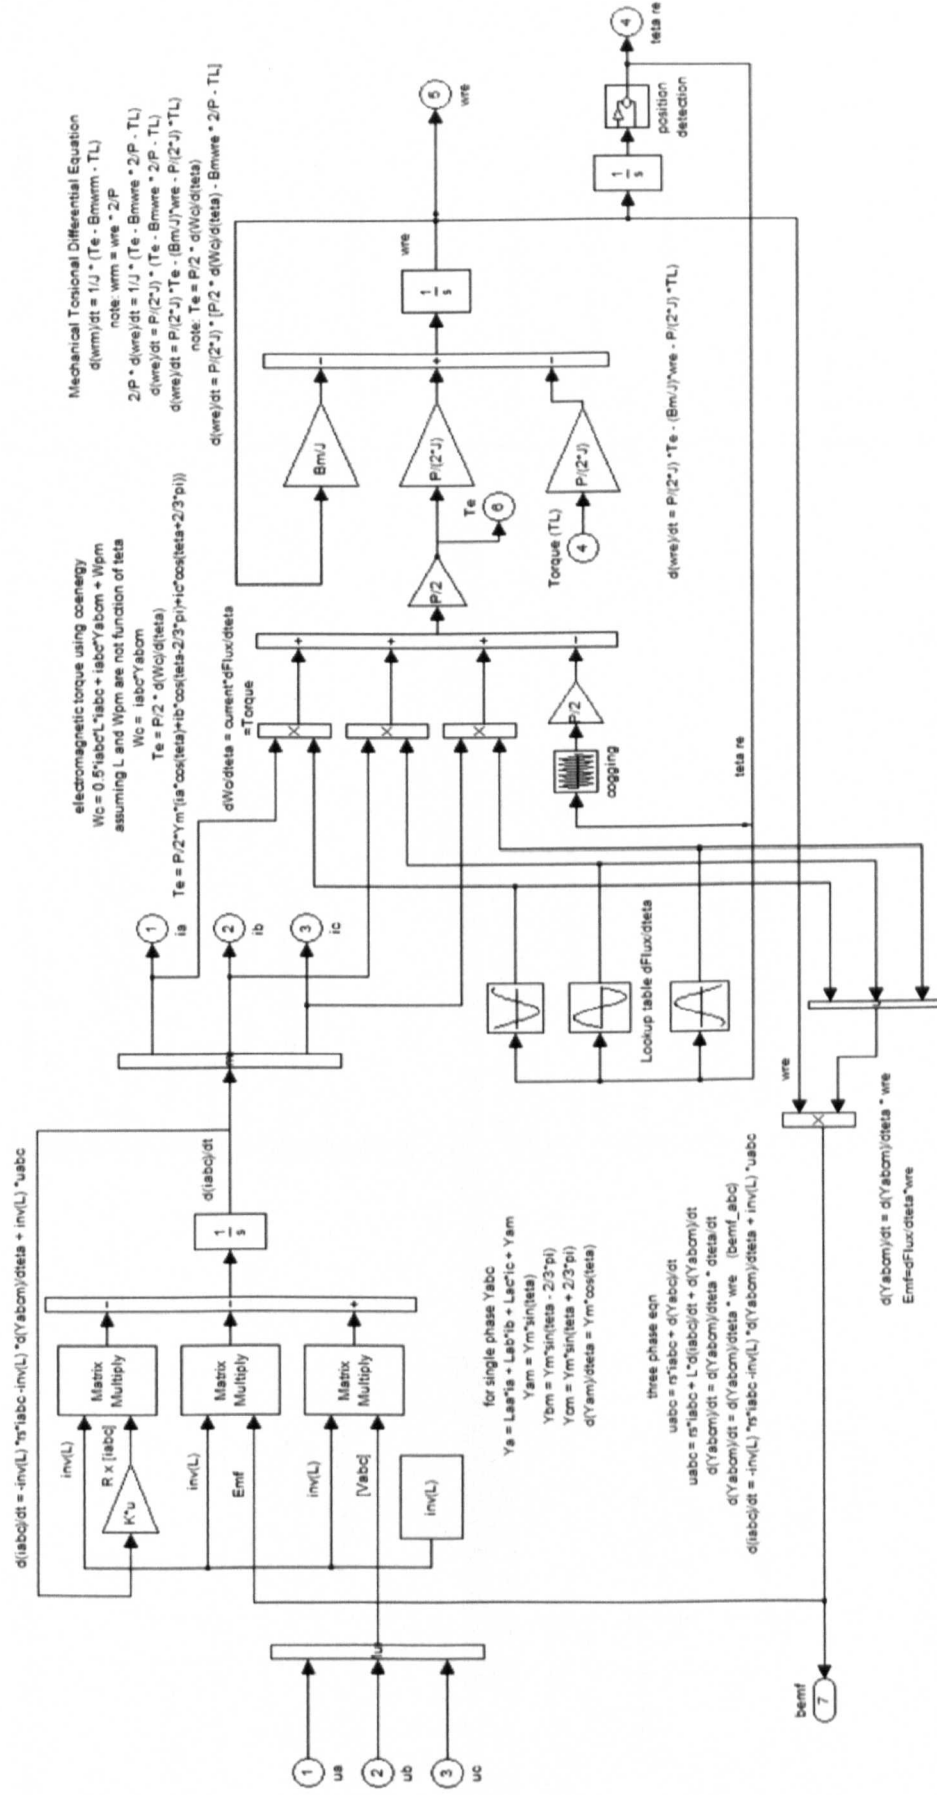 d(iabc)/dt = -inv(L) *rs*iabc -inv(L) *d(Yabcm)/dteta + inv(L) *uabc
inv(L)
R x [iabc]
K*u
Matrix
Multiply
inv(L)
Emf
Matrix
Multiply
inv(L)
[Vabc]
Matrix
Multiply
inv(L)
1
ua
2
ub
3
uc
-
-
+
1
s
d(iabc)/dt
1
ia
2
ib
3
ic
electromagnetic torque using coenergy
Wc = 0.5*iabc*L*iabc + iabc*Yabcm + Wpm
assuming L and Wpm are not function of teta
Wc = iabc*Yabcm
Te = P/2 * d(Wc)/d(teta)
Te = P/2*Ym*(ia*cos(teta)+ib*cos(teta-2/3*pi)+ic*cos(teta+2/3*pi))
dWc/dteta = current*dFlux/dteta
=Torque
X
X
X
+
+
+
-
P/2
cogging
P/2
Te
6
Mechanical Torsional Differential Equation
d(wrm)/dt = 1/J * (Te - Bmwrm - TL)
note: wrm = wre * 2/P
2/P * d(wre)/dt = 1/J * (Te - Bmwre * 2/P - TL)
d(wre)/dt = P/(2*J) * (Te - Bmwre * 2/P - TL)
d(wre)/dt = P/(2*J) *Te - (Bm/J)*wre - P/(2*J) *TL)
note: Te = P/2 * d(Wc)/d(teta)
d(wre)/dt = P/(2*J) * [P/2 * d(Wc)/d(teta) - Bmwre * 2/P - TL]
Bm/J
P/(2*J)
P/(2*J)
Torque (TL)
4
-
+
-
1
s
wre
5
wre
d(wre)/dt = P/(2*J) *Te - (Bm/J)*wre - P/(2*J) *TL)
1
s
position
detection
4
teta re
teta re
Lookup table dFlux/dteta
for single phase Yabc
Ya = Laa*ia + Lab*ib + Lac*ic + Yam
Yam = Ym*sin(teta)
Ybm = Ym*sin(teta - 2/3*pi)
Ycm = Ym*sin(teta + 2/3*pi)
d(Yam)/dteta = Ym*cos(teta)
three phase eqn
uabc = rs*iabc + d(Yabc)/dt
uabc = rs*iabc + L*d(iabc)/dt + d(Yabcm)/dt
d(Yabcm)/dt = d(Yabcm)/dteta * dteta/dt
d(Yabcm)/dt = d(Yabcm)/dteta * wre (bemf_abc)
d(iabc)/dt = -inv(L) *rs*iabc -inv(L) *d(Yabcm)/dteta + inv(L) *uabc
wre
X
d(Yabcm)/dt = d(Yabcm)/dteta * wre
Emf=dFlux/dteta*wre
bemf
7